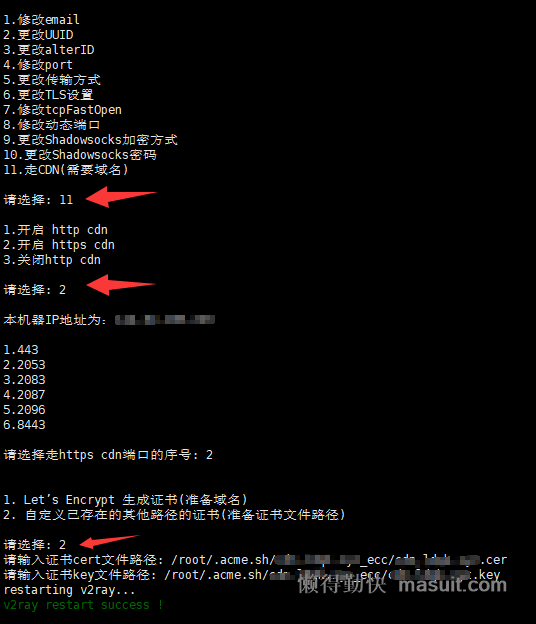 1.修改email
2.更改UUID
3.更改alterID
4.修改port
5.更改传输方式
6.更改TLS设置
7.修改tcpFastOpen
8.修改动态端口
9.更改Shadowsocks加密方式
10.更改Shadowsocks密码
11.走CDN(需要域名)
请选择: 11
1.开启 http cdn
2.开启 https cdn
3.关闭http cdn
请选择: 2
本机器IP地址为:
1.443
2.2053
3.2083
4.2087
5.2096
6.8443
请选择走https cdn端口的序号: 2
1. Let’s Encrypt 生成证书(准备域名)
2. 自定义已存在的其他路径的证书(准备证书文件路径)
请选择: 2
请输入证书cert文件路径: /root/.acme.sh/ _ecc/ .cer
请输入证书key文件路径: /root/.acme.sh/ _ecc/ .key
restarting v2ray...
懒得勤快 masuit.com
v2ray restart success !